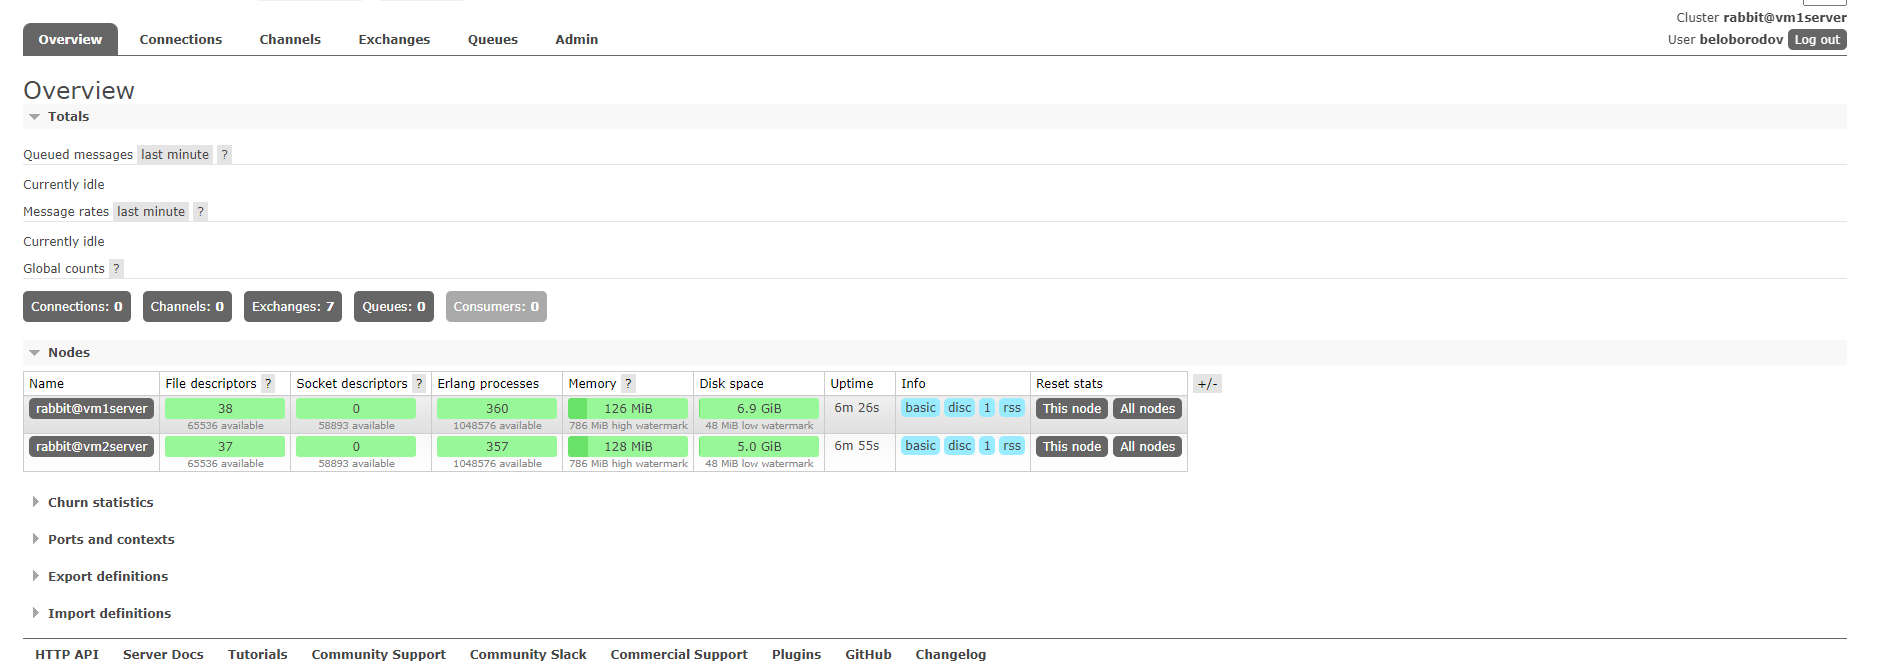 Cluster rabbit@vm1server
Overview Connections Channels Exchanges Queues Admin
User beloborodov Log out
Overview
Totals
Queued messages last minute ?
Currently idle
Message rates last minute ?
Currently idle
Global counts ?
Connections: 0 Channels: 0 Exchanges: 7 Queues: 0 Consumers: 0
Nodes
Name File descriptors ? Socket descriptors ? Erlang processes Memory ? Disk space Uptime Info Reset stats +/-
rabbit@vm1server 38 0 360 126 MiB 6.9 GiB 6m 26s basic disc 1 rss This node All nodes
65536 available 58893 available 1048576 available 786 MiB high watermark 48 MiB low watermark
rabbit@vm2server 37 0 357 128 MiB 5.0 GiB 6m 55s basic disc 1 rss This node All nodes
65536 available 58893 available 1048576 available 786 MiB high watermark 48 MiB low watermark
Churn statistics
Ports and contexts
Export definitions
Import definitions
HTTP API Server Docs Tutorials Community Support Community Slack Commercial Support Plugins GitHub Changelog